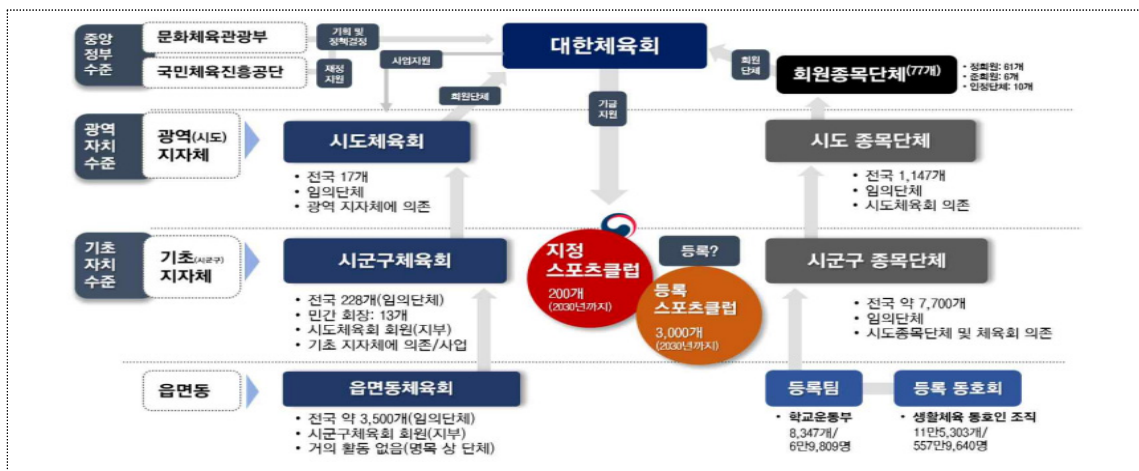 중앙
정부
수준
문화체육관광부
국민체육진흥공단
기획 및
정책결정
재정
지원
사업지원
회원단체
대한체육회
기금
지원
회원
단체
회원종목단체(77개)
• 정회원: 61개
• 준회원: 6개
• 인정단체: 10개
광역
자치
수준
광역(시도)
지자체
시도체육회
• 전국 17개
• 임의단체
• 광역 지자체에 의존
시도 종목단체
• 전국 1,147개
• 임의단체
• 시도체육회 의존
기초
자치
수준
기초(시군구)
지자체
시군구체육회
• 전국 228개(임의단체)
• 민간 회장: 13개
• 시도체육회 회원(지부)
• 기초 지자체에 의존/사업
지정
스포츠클럽
200개
(2030년까지)
등록?
등록
스포츠클럽
3,000개
(2030년까지)
시군구 종목단체
• 전국 약 7,700개
• 임의단체
• 시도종목단체 및 체육회 의존
읍면동
읍면동체육회
• 전국 약 3,500개(임의단체)
• 시군구체육회 회원(지부)
• 거의 활동 없음(명목 상 단체)
등록팀
• 학교운동부
8,347개/
6만9,809명
등록 동호회
• 생활체육 동호인 조직
11만5,303개/
557만9,640명